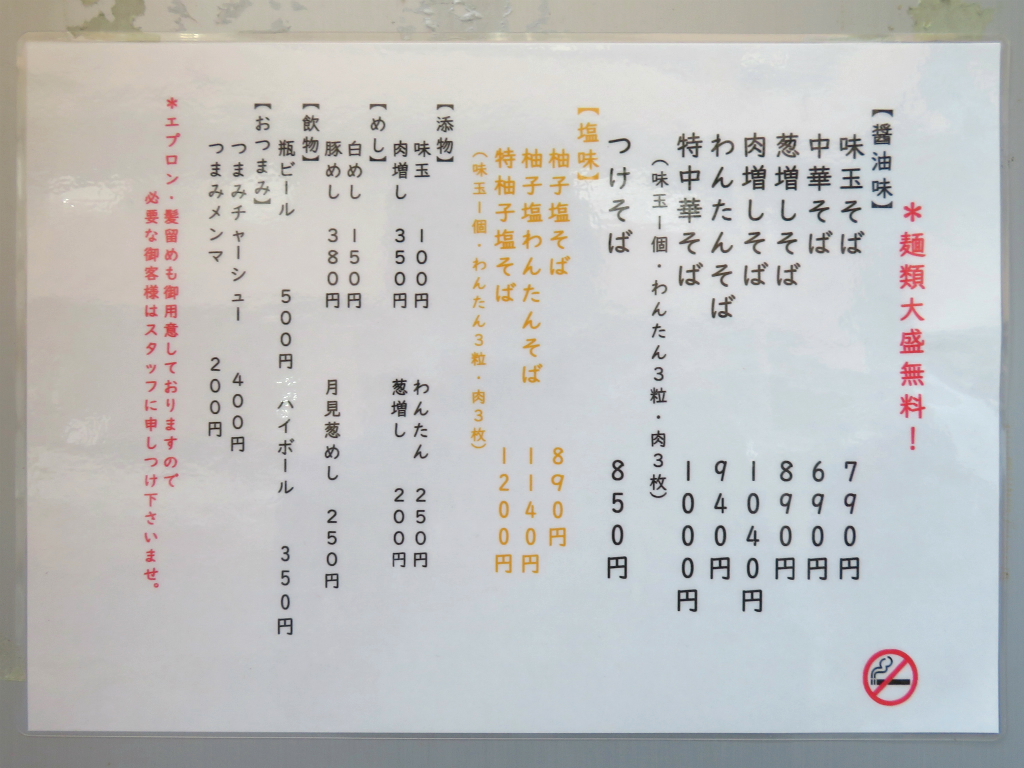 ＊麺類大盛無料！
【醤油味】
味玉そば 790円
中華そば 690円
葱増しそば 890円
肉増しそば 1040円
わんたんそば 940円
特中華そば 1000円
（味玉1個・わんたん3粒・肉3枚）
つけそば 850円
【塩味】
柚子塩そば 890円
柚子塩わんたんそば 1140円
特柚子塩そば 1200円
（味玉1個・わんたん3粒・肉3枚）
【添物】
味玉 100円 わんたん 250円
肉増し 350円 葱増し 200円
【めし】
白めし 150円
豚めし 380円 月見葱めし 250円
【飲物】
瓶ビール 500円 ハイボール 350円
【おつまみ】
つまみチャーシュー 400円
つまみメンマ 200円
＊エプロン・髪留めも御用意しておりますので
必要な御客様はスタッフに申しつけ下さいませ。